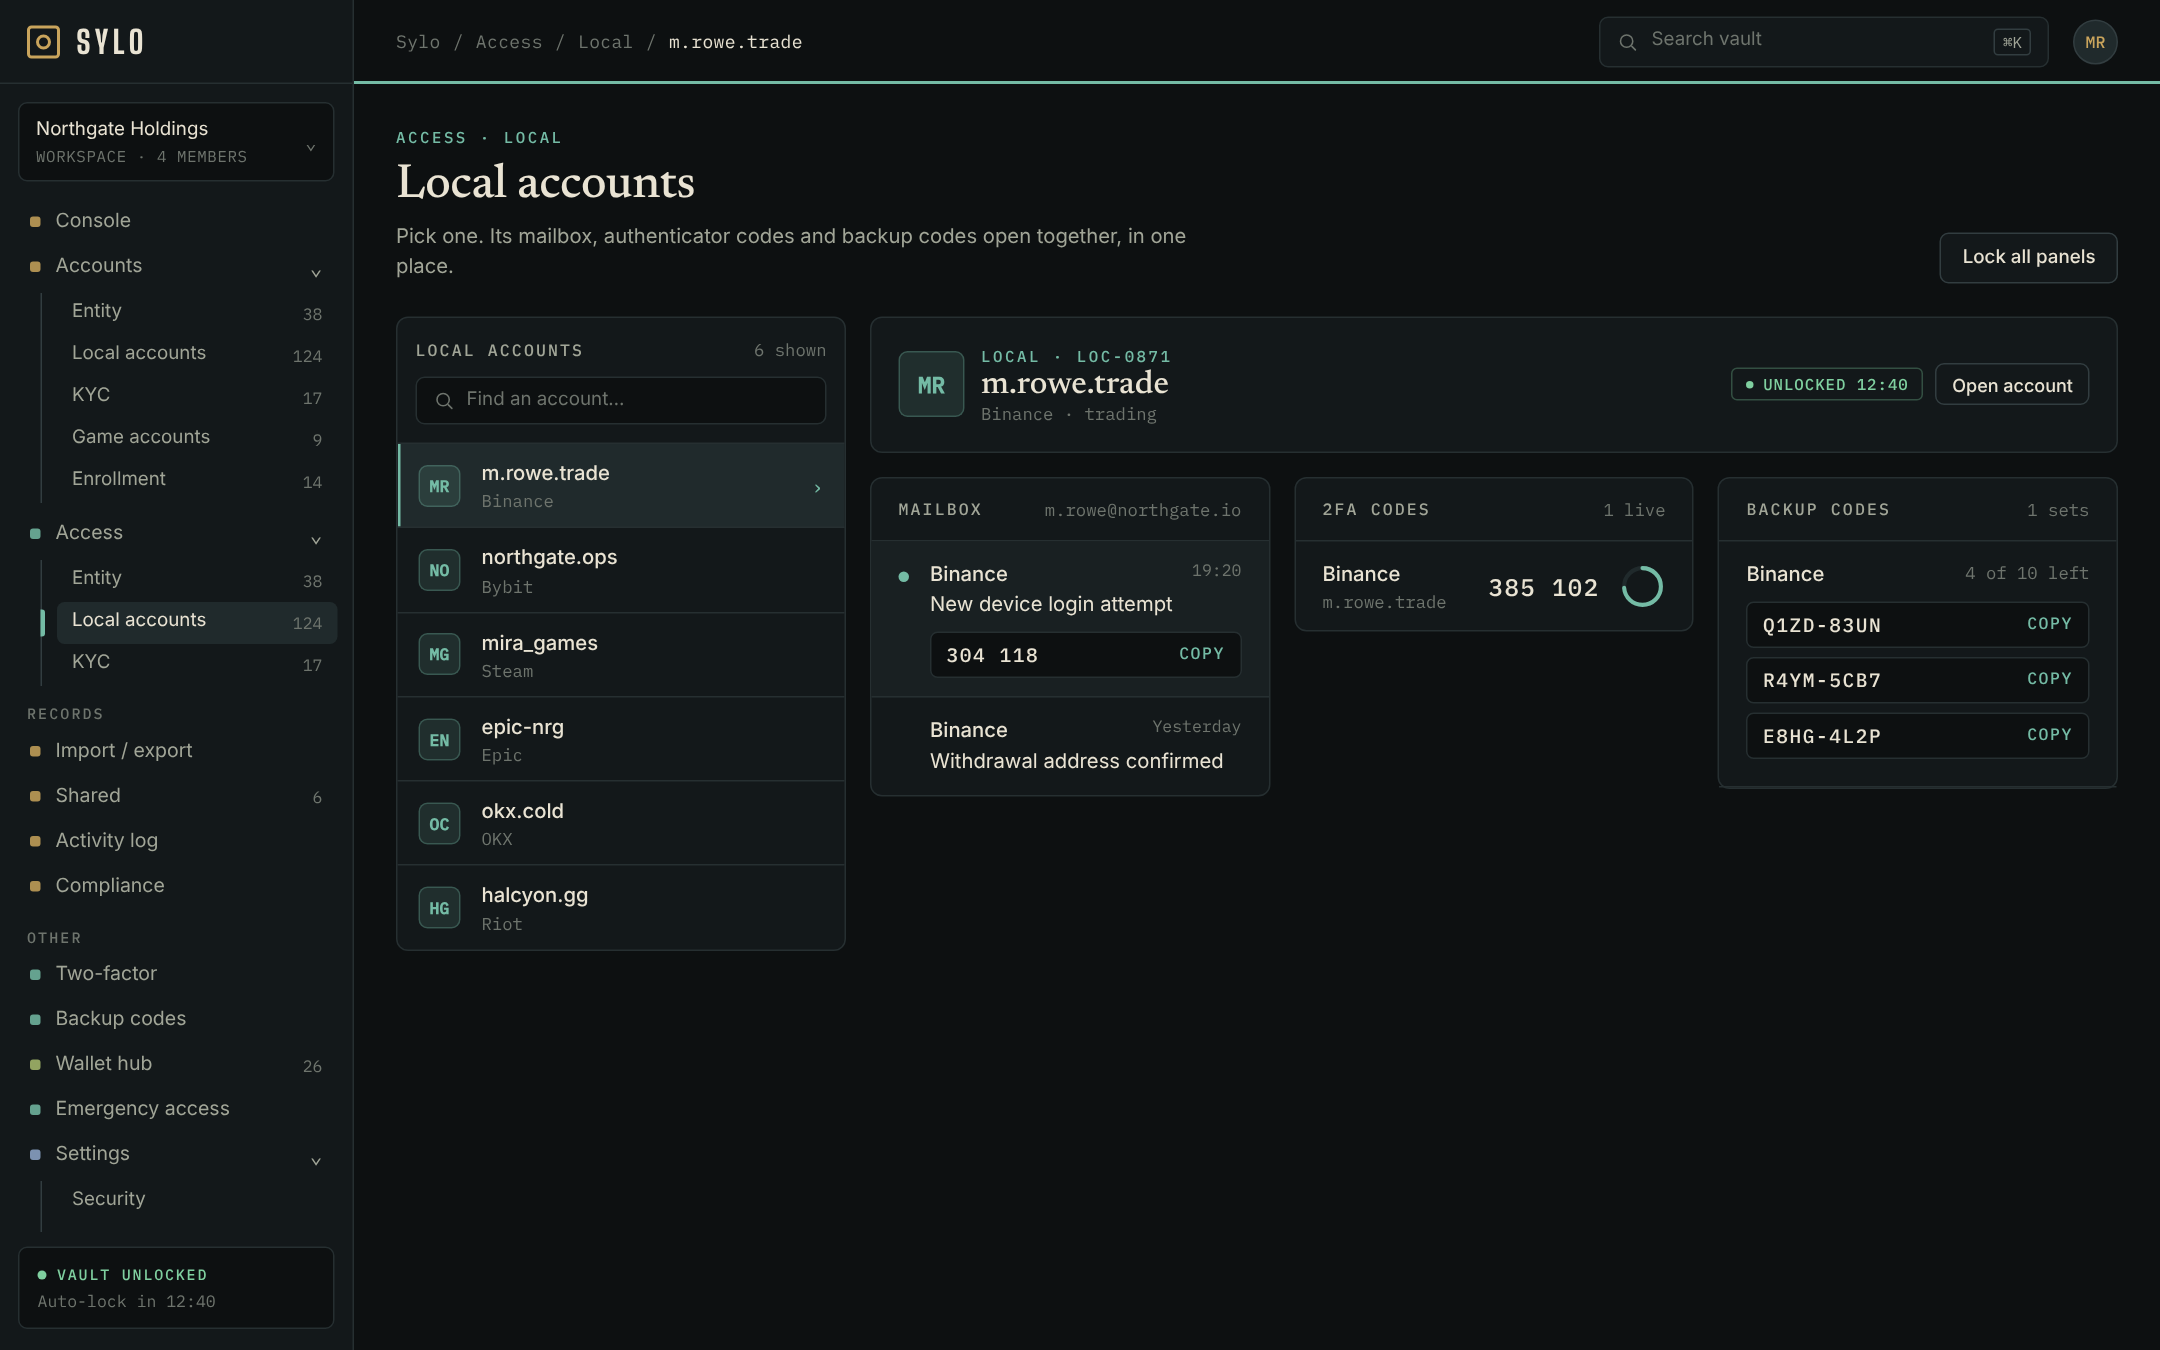 SYLO
Northgate Holdings
WORKSPACE · 4 MEMBERS
Console
Accounts
Entity 38
Local accounts 124
KYC 17
Game accounts 9
Enrollment 14
Access
Entity 38
Local accounts 124
KYC 17
RECORDS
Import / export
Shared 6
Activity log
Compliance
OTHER
Two-factor
Backup codes
Wallet hub 26
Emergency access
Settings
Security
VAULT UNLOCKED
Auto-lock in 12:40
Sylo / Access / Local / m.rowe.trade
Search vault ⌘K
MR
ACCESS · LOCAL
Local accounts
Pick one. Its mailbox, authenticator codes and backup codes open together, in one
place.
Lock all panels
LOCAL ACCOUNTS 6 shown
Find an account...
MR m.rowe.trade
Binance
NO northgate.ops
Bybit
MG mira_games
Steam
EN epic-nrg
Epic
OC okx.cold
OKX
HG halcyon.gg
Riot
MR
LOCAL · LOC-0871
m.rowe.trade
Binance · trading
UNLOCKED 12:40
Open account
MAILBOX m.rowe@northgate.io
Binance 19:20
New device login attempt
304 118 COPY
Binance Yesterday
Withdrawal address confirmed
2FA CODES 1 live
Binance
m.rowe.trade
385 102
BACKUP CODES 1 sets
Binance 4 of 10 left
Q1ZD-83UN COPY
R4YM-5CB7 COPY
E8HG-4L2P COPY